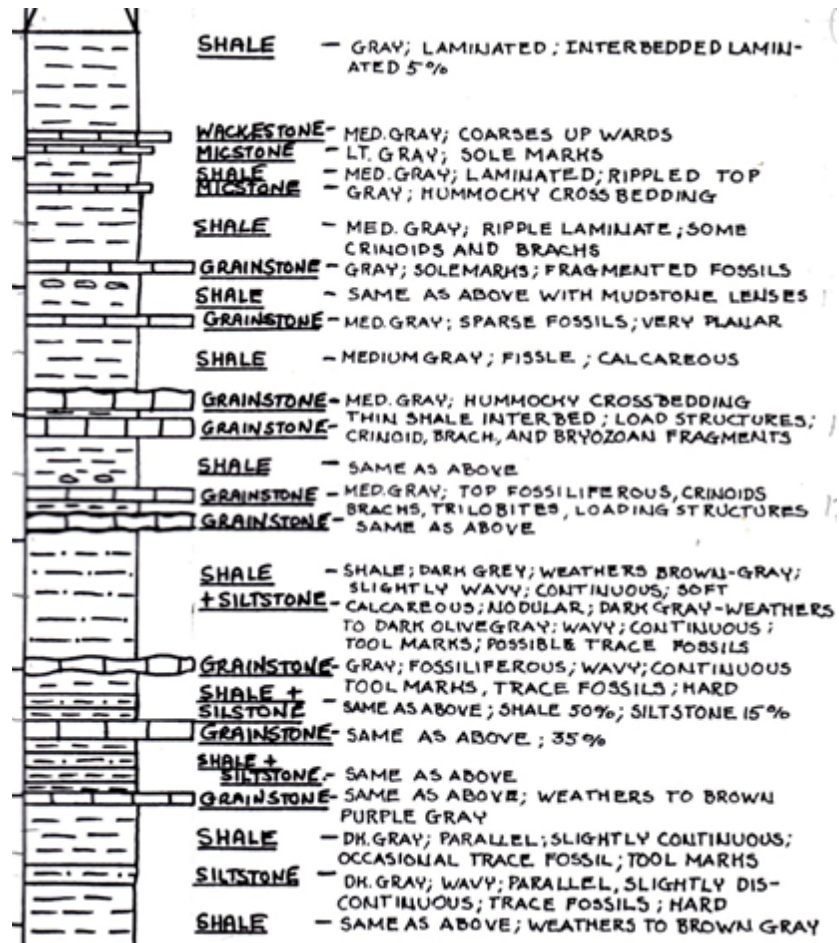 SHALE - GRAY; LAMINATED; INTERBEDDED LAMIN-
ATED 5%
WACKESTONE - MED. GRAY; COARSES UP WARDS
MICSTONE - LT. GRAY; SOLE MARKS
SHALE - MED. GRAY; LAMINATED; RIPPLED TOP
MICSTONE - GRAY; HUMMOCKY CROSSBEDDING
SHALE - MED. GRAY; RIPPLE LAMINATE; SOME
CRINOIDS AND BRACHS
GRAINSTONE - GRAY; SOLEMARKS; FRAGMENTED FOSSILS
SHALE - SAME AS ABOVE WITH MUDSTONE LENSES
GRAINSTONE - MED. GRAY; SPARSE FOSSILS; VERY PLANAR
SHALE - MEDIUM GRAY; FISSLE; CALCAREOUS
GRAINSTONE - MED. GRAY; HUMMOCKY CROSSBEDDING
THIN SHALE INTERBED; LOAD STRUCTURES;
GRAINSTONE - CRINOID, BRACH, AND BRYOZOAN FRAGMENTS
SHALE - SAME AS ABOVE
GRAINSTONE - MED. GRAY; TOP FOSSILIFEROUS, CRINOIDS
BRACHS, TRILOBITES, LOADING STRUCTURES
GRAINSTONE - SAME AS ABOVE
SHALE - SHALE; DARK GREY; WEATHERS BROWN-GRAY;
SLIGHTLY WAVY; CONTINUOUS; SOFT
+ SILTSTONE - CALCAREOUS; NODULAR; DARK GRAY-WEATHERS
TO DARK OLIVEGRAY; WAVY; CONTINUOUS;
TOOL MARKS; POSSIBLE TRACE FOSSILS
GRAINSTONE - GRAY; FOSSILIFEROUS; WAVY; CONTINUOUS
TOOL MARKS, TRACE FOSSILS; HARD
SHALE +
SILSTONE - SAME AS ABOVE; SHALE 50%; SILTSTONE 15%
GRAINSTONE - SAME AS ABOVE; 35%
SHALE +
SILTSTONE - SAME AS ABOVE
GRAINSTONE - SAME AS ABOVE; WEATHERS TO BROWN
PURPLE GRAY
SHALE - DK. GRAY; PARALLEL; SLIGHTLY CONTINUOUS;
OCCASIONAL TRACE FOSSIL; TOOL MARKS
SILTSTONE - DK. GRAY; WAVY; PARALLEL, SLIGHTLY DIS-
CONTINUOUS; TRACE FOSSILS; HARD
SHALE - SAME AS ABOVE; WEATHERS TO BROWN GRAY